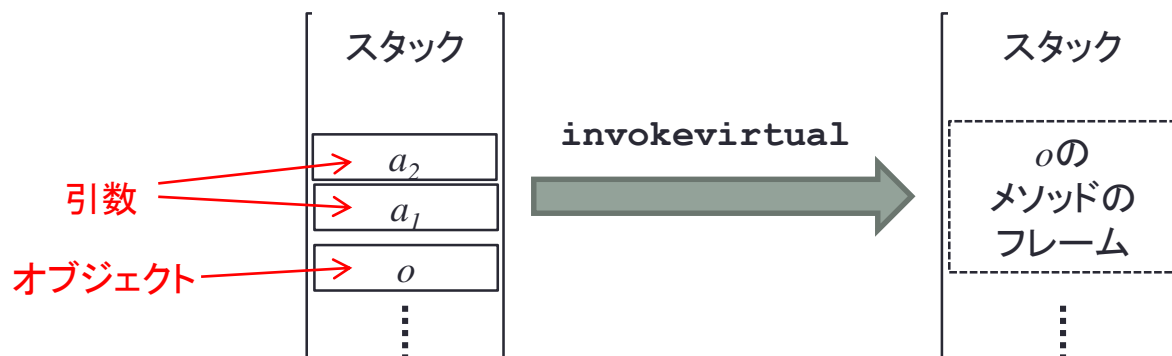 スタック
スタック
invokevirtual
a2
a1
o
引数
オブジェクト
oの
メソッドの
フレーム